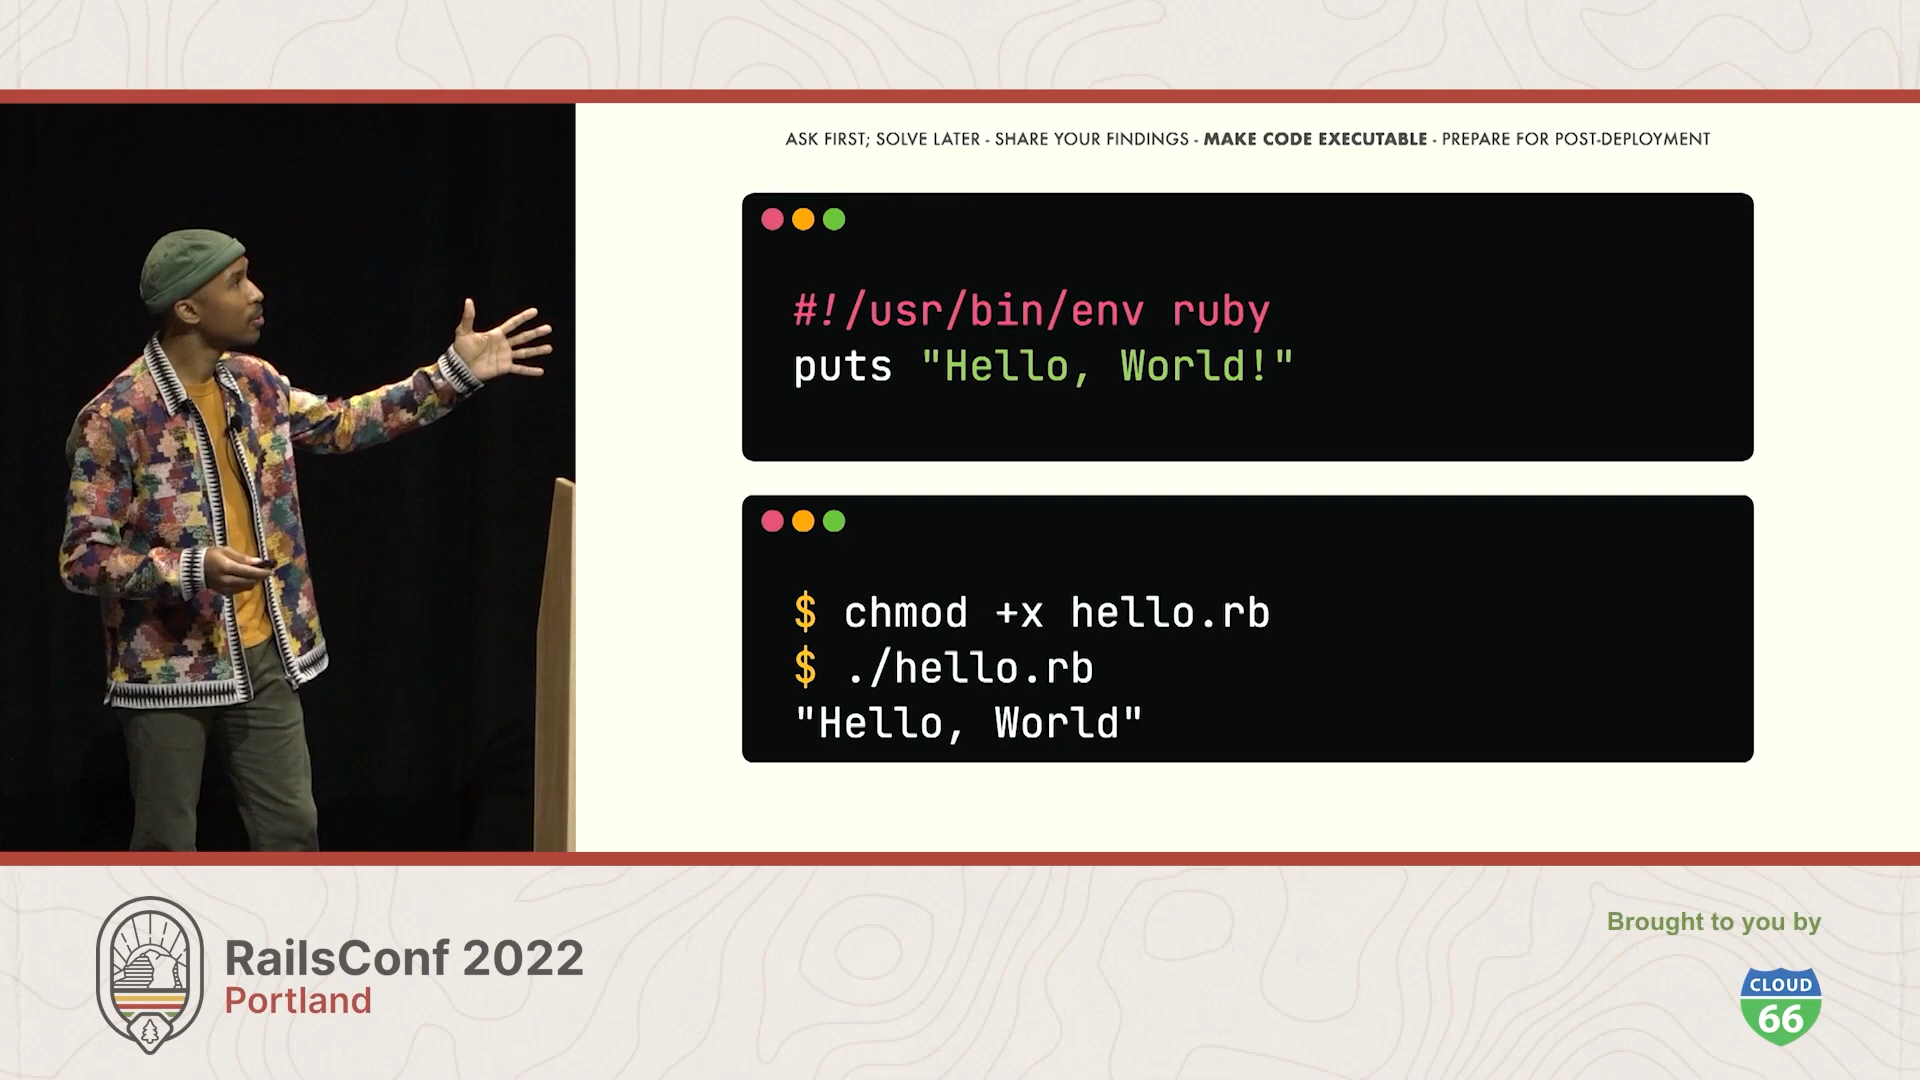 ASK FIRST; SOLVE LATER - SHARE YOUR FINDINGS - MAKE CODE EXECUTABLE - PREPARE FOR POST-DEPLOYMENT
#!/usr/bin/env ruby
puts "Hello, World!"
$ chmod +x hello.rb
$ ./hello.rb
"Hello, World"
RailsConf 2022
Portland
Brought to you by
CLOUD
66